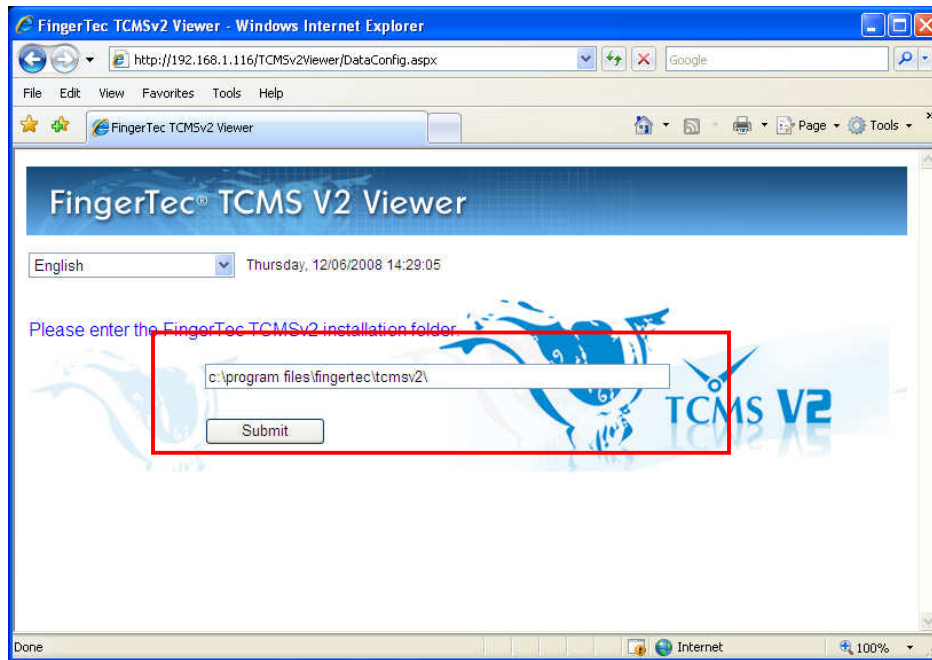 FingerTec TCMSv2 Viewer - Windows Internet Explorer
http://192.168.1.116/TCMSv2Viewer/DataConfig.aspx
Google
File Edit View Favorites Tools Help
FingerTec TCMSv2 Viewer
Page Tools
FingerTec® TCMS V2 Viewer
English
Thursday, 12/06/2008 14:29:05
Please enter the FingerTec TCMSv2 installation folder.
c:\program files\fingertec\tcmsv2\
Submit
TCMS V2
Done
Internet
100%